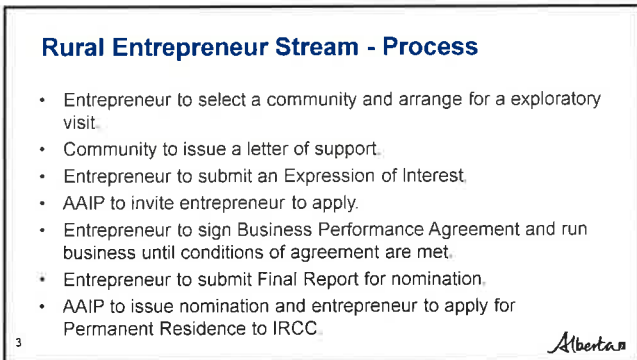 Rural Entrepreneur Stream - Process
• Entrepreneur to select a community and arrange for a exploratory
visit.
• Community to issue a letter of support.
• Entrepreneur to submit an Expression of Interest.
• AAIP to invite entrepreneur to apply.
• Entrepreneur to sign Business Performance Agreement and run
business until conditions of agreement are met.
• Entrepreneur to submit Final Report for nomination.
• AAIP to issue nomination and entrepreneur to apply for
Permanent Residence to IRCC.
3
Alberta